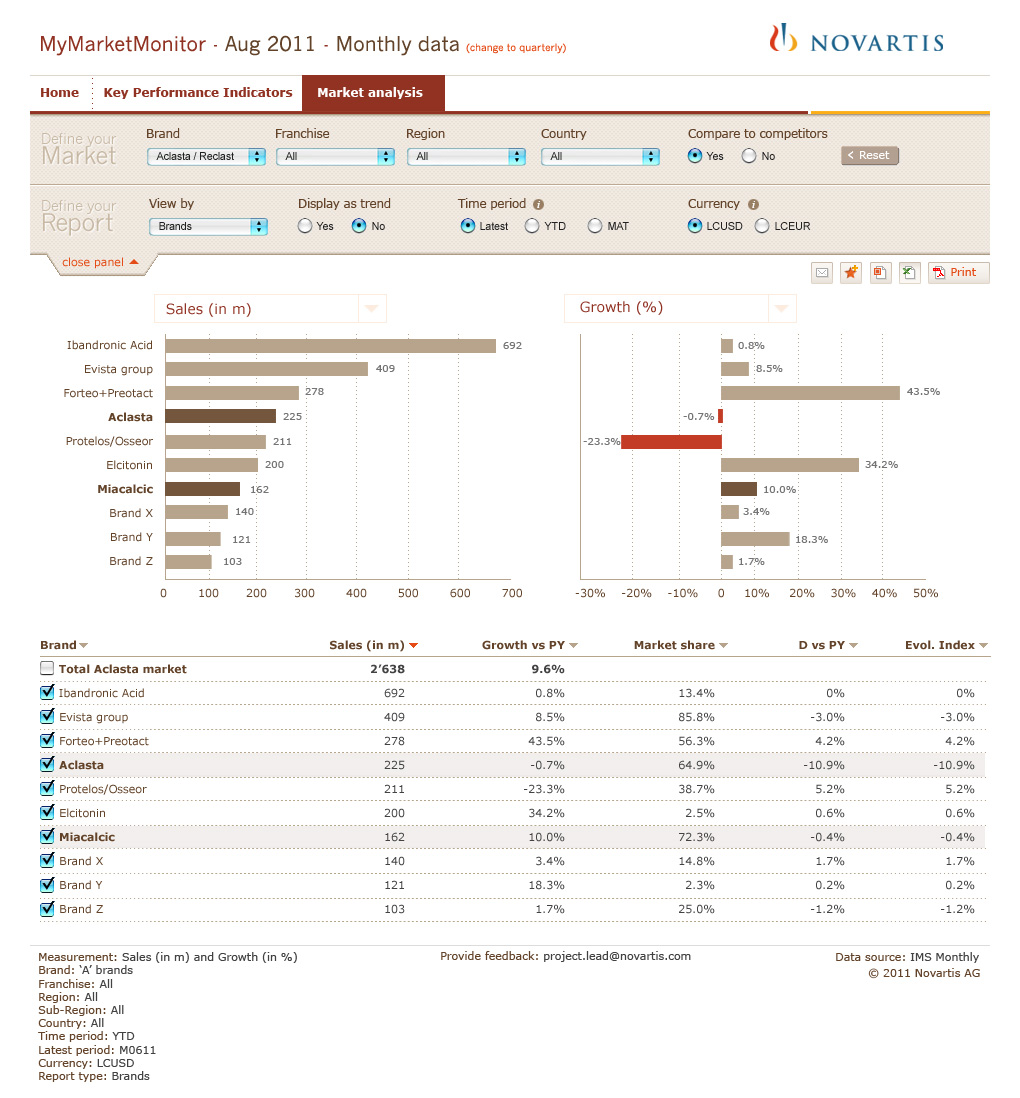 MyMarketMonitor - Aug 2011 - Monthly data (change to quarterly)
NOVARTIS
Home Key Performance Indicators Market analysis
Define your Market
Brand Franchise Region Country Compare to competitors
Aclasta / Reclast All All All Yes No < Reset
Define your Report
View by Display as trend Time period i Currency i
Brands Yes No Latest YTD MAT LCUSD LCEUR
close panel
Print
Sales (in m)
Ibandronic Acid 692
Evista group 409
Forteo+Preotact 278
Aclasta 225
Protelos/Osseor 211
Elcitonin 200
Miacalcic 162
Brand X 140
Brand Y 121
Brand Z 103
0 100 200 300 400 500 600 700
Growth (%)
0.8%
8.5%
43.5%
-0.7%
-23.3%
34.2%
10.0%
3.4%
18.3%
1.7%
-30% -20% -10% 0 10% 20% 30% 40% 50%
Brand Sales (in m) Growth vs PY Market share D vs PY Evol. Index
Total Aclasta market 2’638 9.6%
Ibandronic Acid 692 0.8% 13.4% 0% 0%
Evista group 409 8.5% 85.8% -3.0% -3.0%
Forteo+Preotact 278 43.5% 56.3% 4.2% 4.2%
Aclasta 225 -0.7% 64.9% -10.9% -10.9%
Protelos/Osseor 211 -23.3% 38.7% 5.2% 5.2%
Elcitonin 200 34.2% 2.5% 0.6% 0.6%
Miacalcic 162 10.0% 72.3% -0.4% -0.4%
Brand X 140 3.4% 14.8% 1.7% 1.7%
Brand Y 121 18.3% 2.3% 0.2% 0.2%
Brand Z 103 1.7% 25.0% -1.2% -1.2%
Measurement: Sales (in m) and Growth (in %)
Brand: ‘A’ brands
Franchise: All
Region: All
Sub-Region: All
Country: All
Time period: YTD
Latest period: M0611
Currency: LCUSD
Report type: Brands
Provide feedback: project.lead@novartis.com
Data source: IMS Monthly
© 2011 Novartis AG